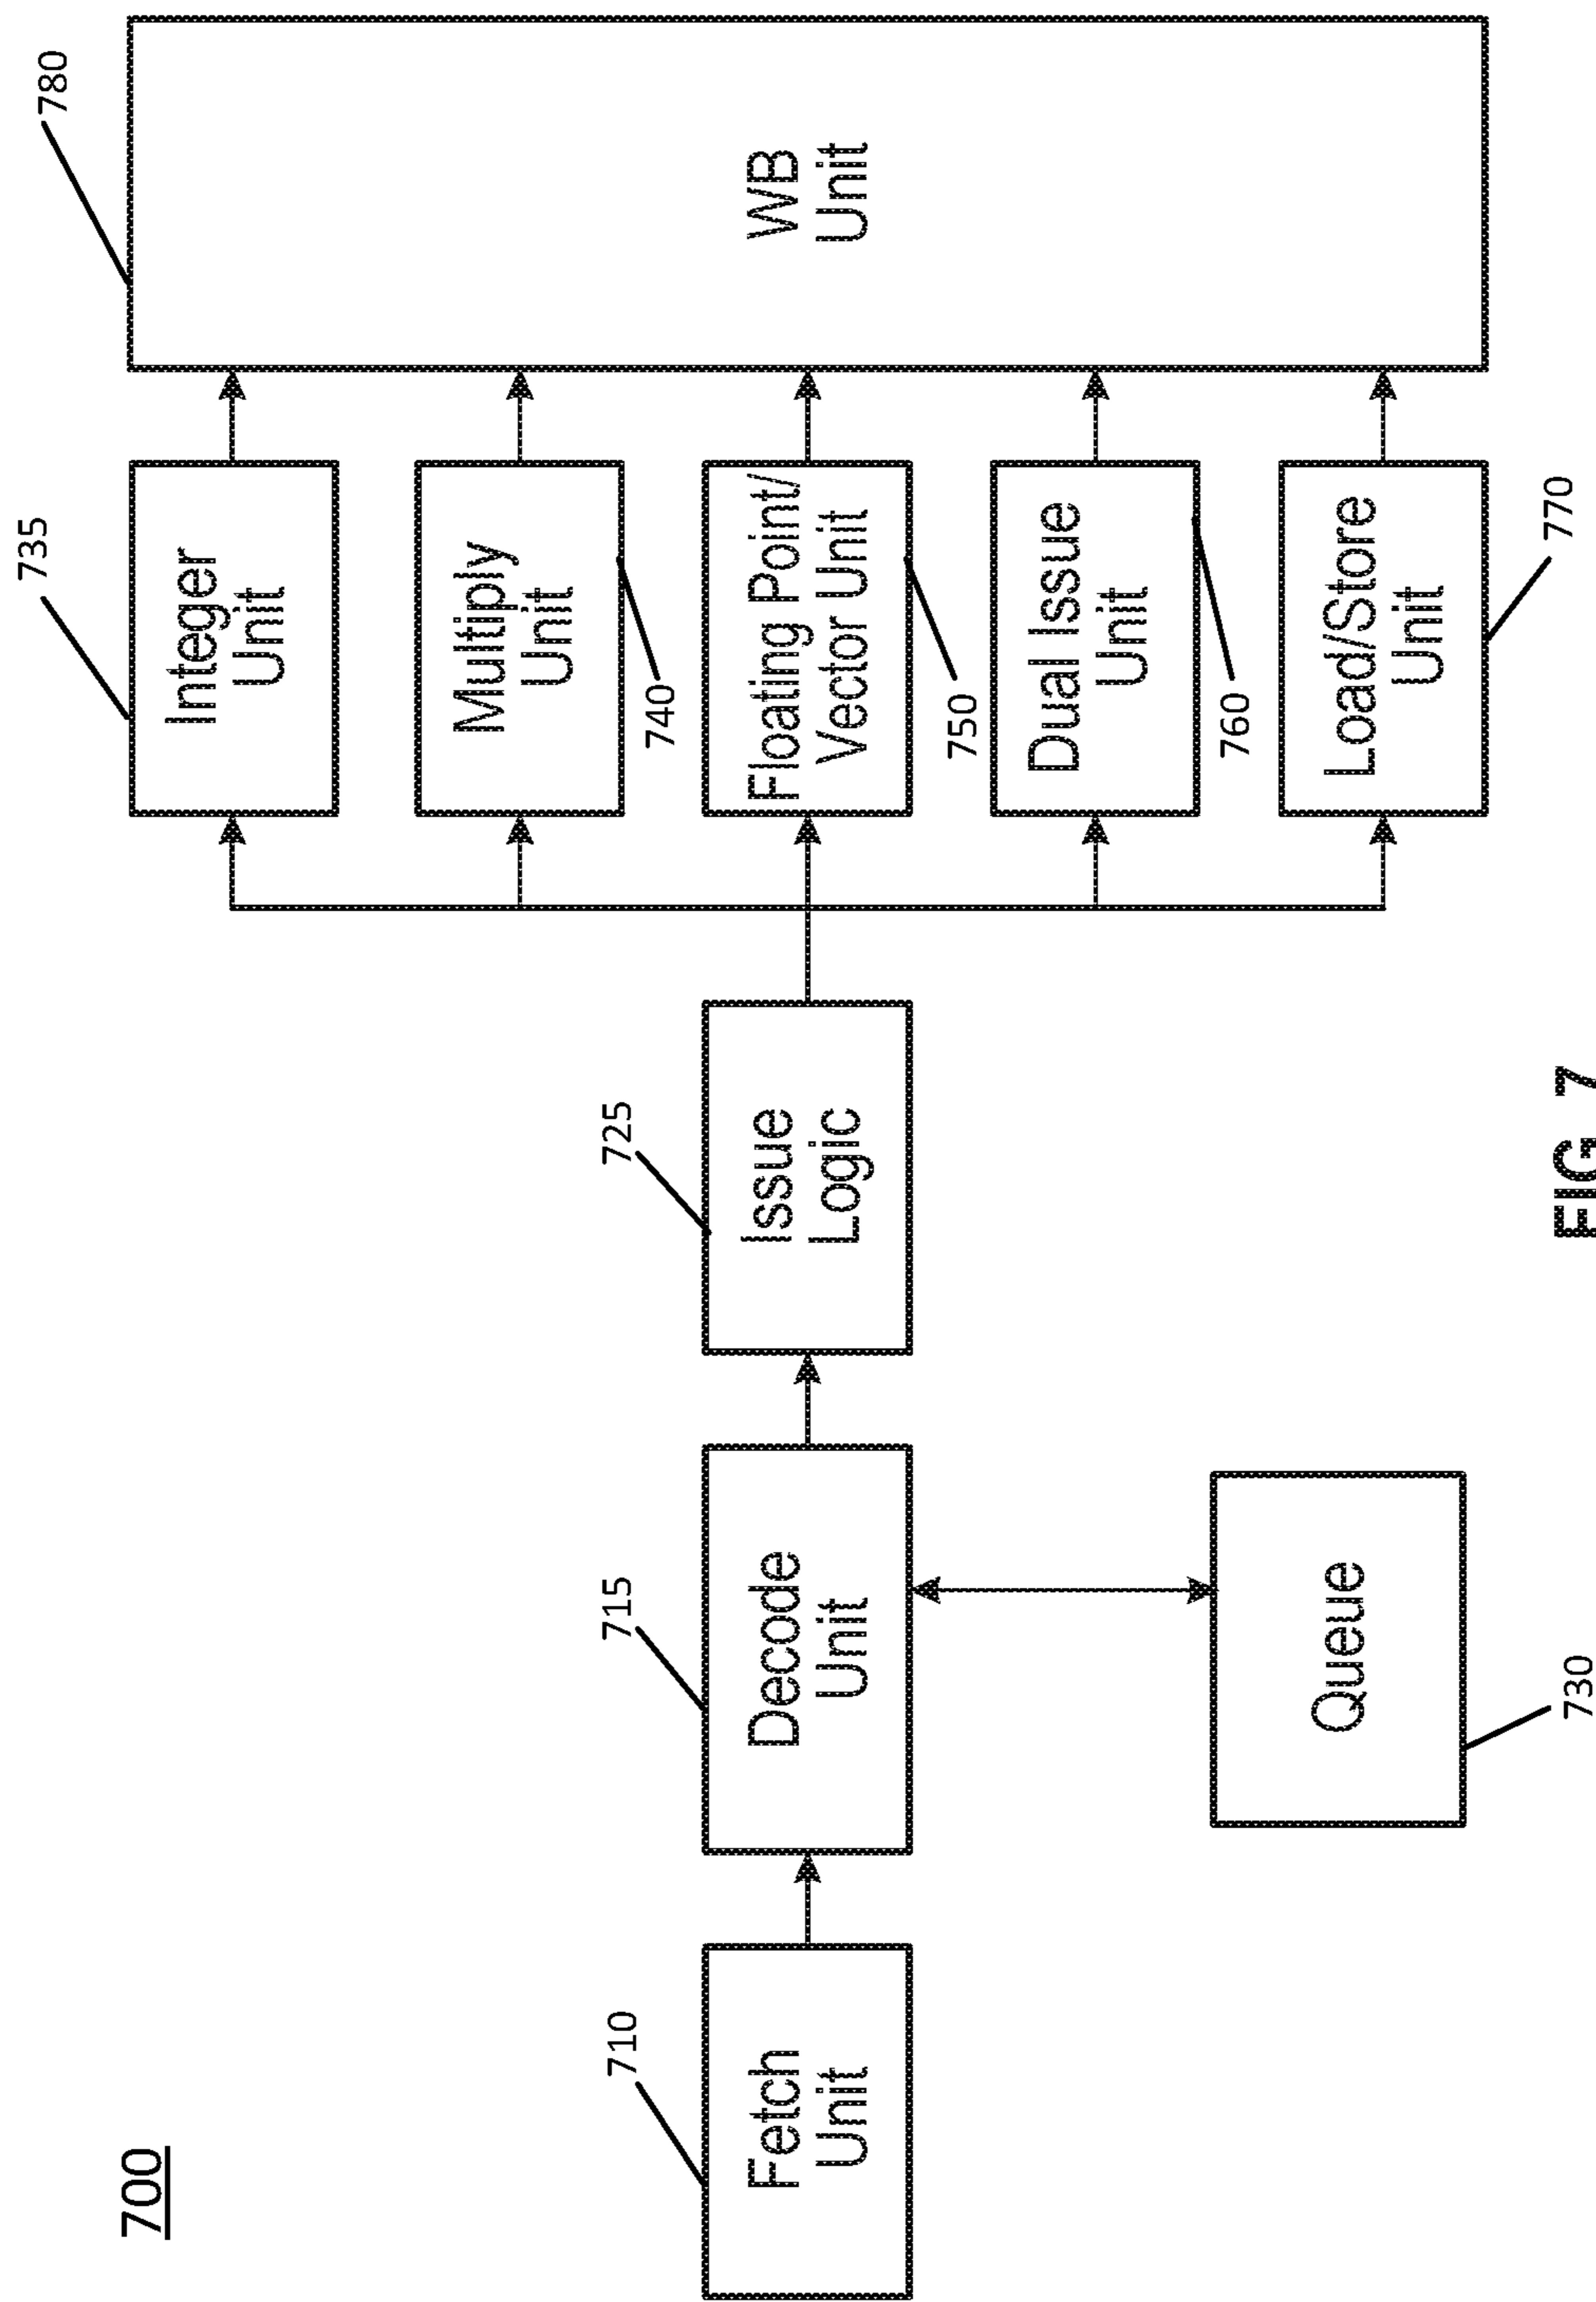 700
710
Fetch
Unit
715
Decode
Unit
Queue
730
725
Issue
Logic
735
Integer
Unit
Multiply
Unit
740
Floating Point/
Vector Unit
750
Dual Issue
Unit
760
Load/Store
Unit
770
780
WB
Unit
FIG. 7